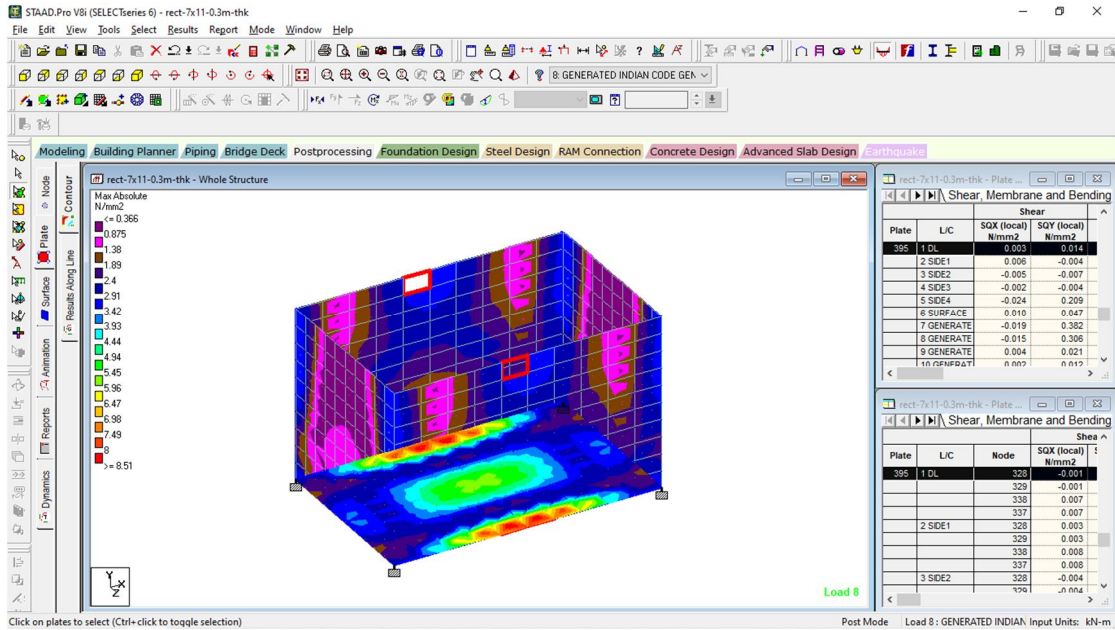 STAAD.Pro V8i (SELECTseries 6) - rect-7x11-0.3m-thk
File Edit View Tools Select Results Report Mode Window Help
8: GENERATED INDIAN CODE GEN
Modeling Building Planner Piping Bridge Deck Postprocessing Foundation Design Steel Design RAM Connection Concrete Design Advanced Slab Design Earthquake
Node
Plate
Surface
Animation
Reports
Dynamics
Contour
Results Along Line
rect-7x11-0.3m-thk - Whole Structure
Max Absolute
N/mm2
<= 0.366
0.875
1.38
1.89
2.4
2.91
3.42
3.93
4.44
4.94
5.45
5.96
6.47
6.98
7.49
8
>= 8.51
Y
X
Z
Load 8
rect-7x11-0.3m-thk - Plate ...
Shear, Membrane and Bending
Shear
Plate L/C SQX (local) N/mm2 SQY (local) N/mm2
395 1 DL 0.003 0.014
2 SIDE1 0.006 -0.004
3 SIDE2 -0.005 -0.007
4 SIDE3 -0.002 -0.004
5 SIDE4 -0.024 0.209
6 SURFACE 0.010 0.047
7 GENERATE -0.019 0.382
8 GENERATE -0.015 0.306
9 GENERATE 0.004 0.021
10 GENERATE 0.002 0.012
rect-7x11-0.3m-thk - Plate ...
Shear, Membrane and Bending
Shea
Plate L/C Node SQX (local) N/mm2 S
395 1 DL 328 -0.001
329 -0.001
338 0.007
337 0.007
2 SIDE1 328 0.003
329 0.003
338 0.008
337 0.008
3 SIDE2 328 -0.004
329 -0.004
Click on plates to select (Ctrl+click to toggle selection) Post Mode Load 8 : GENERATED INDIAN Input Units: kN-m